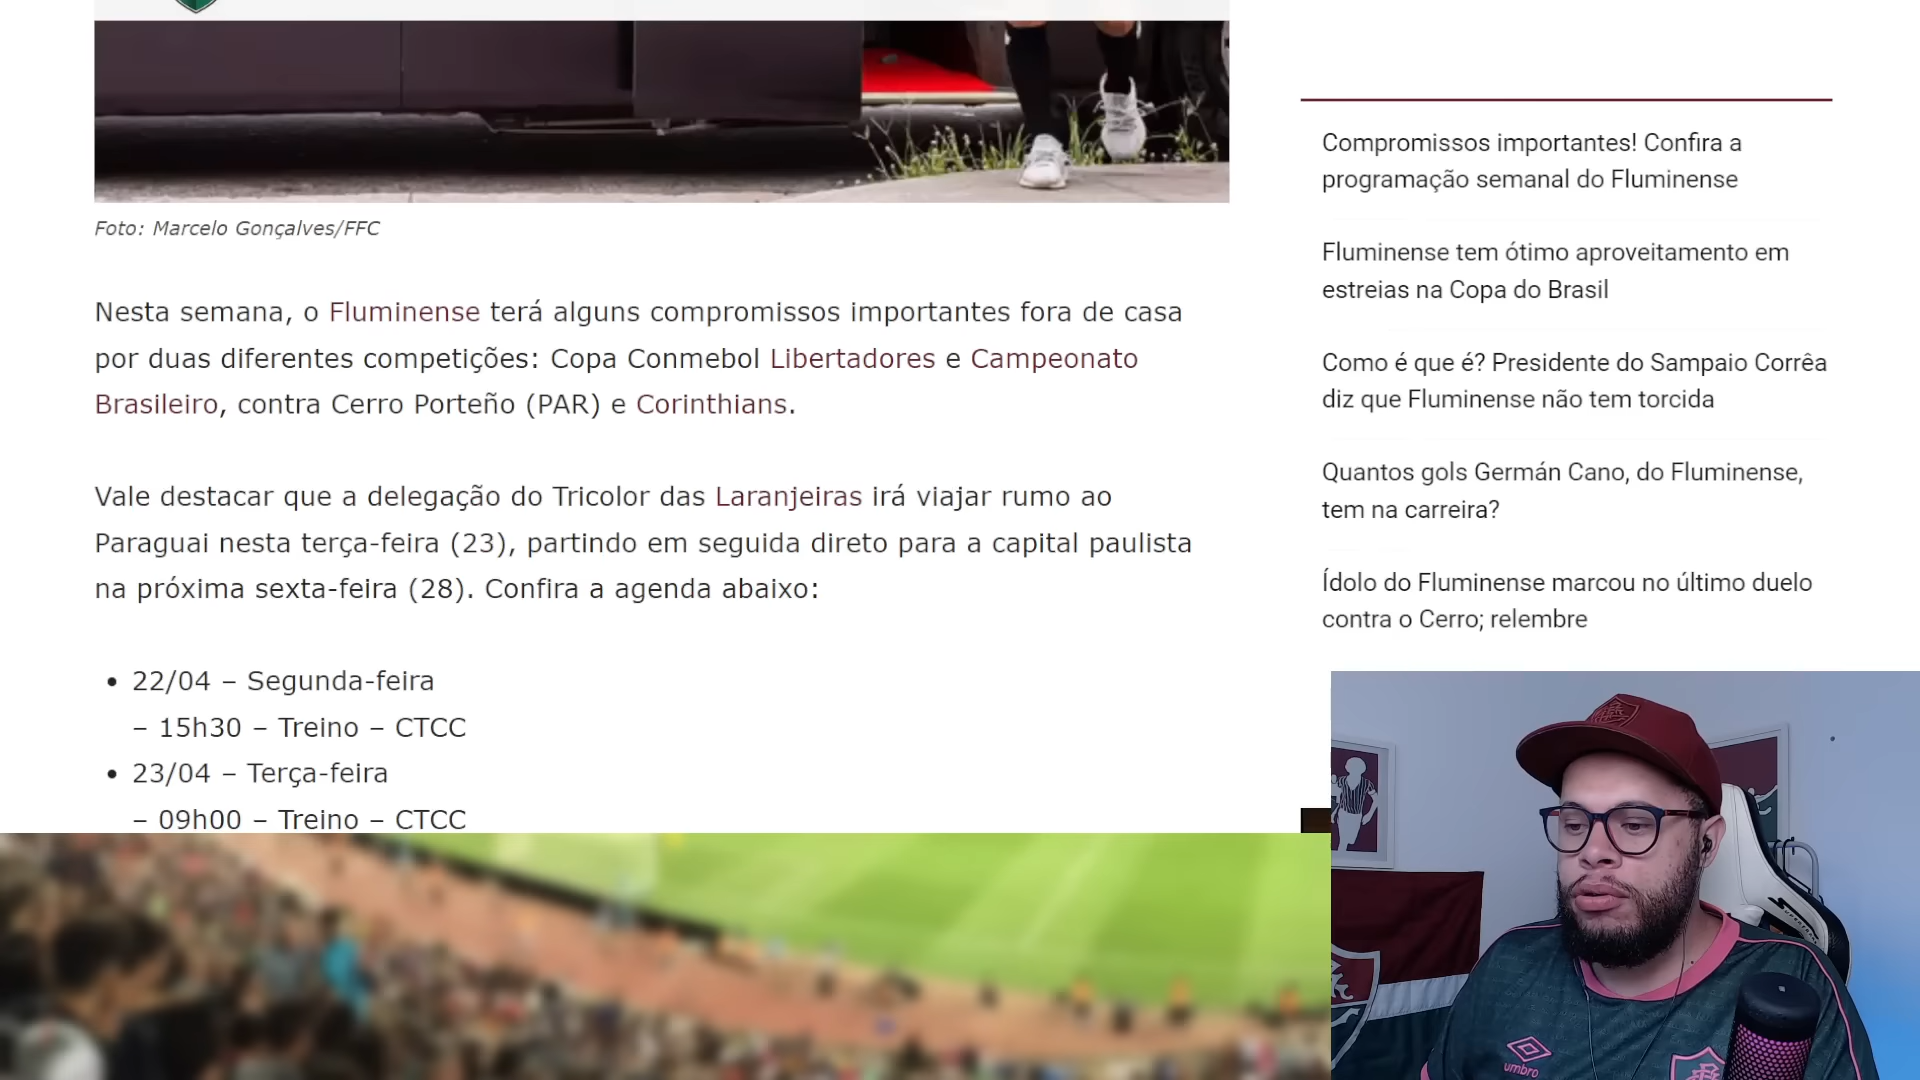 Foto: Marcelo Gonçalves/FFC
Nesta semana, o Fluminense terá alguns compromissos importantes fora de casa
por duas diferentes competições: Copa Conmebol Libertadores e Campeonato
Brasileiro, contra Cerro Porteño (PAR) e Corinthians.
Vale destacar que a delegação do Tricolor das Laranjeiras irá viajar rumo ao
Paraguai nesta terça-feira (23), partindo em seguida direto para a capital paulista
na próxima sexta-feira (28). Confira a agenda abaixo:
• 22/04 – Segunda-feira
– 15h30 – Treino – CTCC
• 23/04 – Terça-feira
– 09h00 – Treino – CTCC
Compromissos importantes! Confira a
programação semanal do Fluminense
Fluminense tem ótimo aproveitamento em
estreias na Copa do Brasil
Como é que é? Presidente do Sampaio Corrêa
diz que Fluminense não tem torcida
Quantos gols Germán Cano, do Fluminense,
tem na carreira?
Ídolo do Fluminense marcou no último duelo
contra o Cerro; relembre
umbro